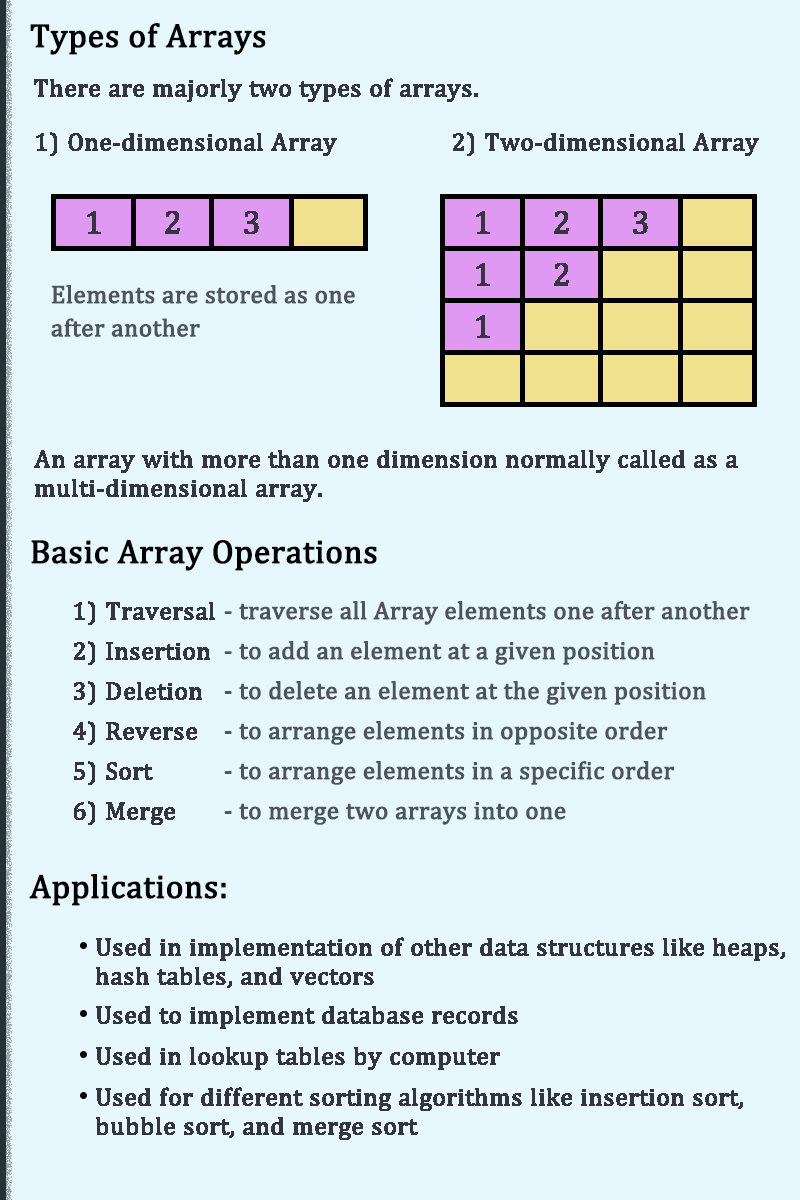 Types of Arrays
There are majorly two types of arrays.
1) One-dimensional Array
2) Two-dimensional Array
1 2 3
1 2 3
1 2
1
Elements are stored as one
after another
An array with more than one dimension normally called as a
multi-dimensional array.
Basic Array Operations
1) Traversal - traverse all Array elements one after another
2) Insertion - to add an element at a given position
3) Deletion - to delete an element at the given position
4) Reverse - to arrange elements in opposite order
5) Sort - to arrange elements in a specific order
6) Merge - to merge two arrays into one
Applications:
• Used in implementation of other data structures like heaps,
hash tables, and vectors
• Used to implement database records
• Used in lookup tables by computer
• Used for different sorting algorithms like insertion sort,
bubble sort, and merge sort